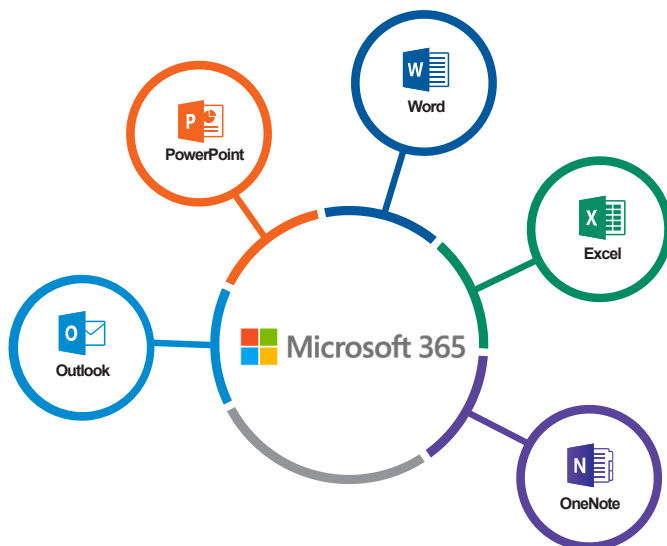 W
Word
P
PowerPoint
X
Excel
Microsoft 365
O
Outlook
N
OneNote